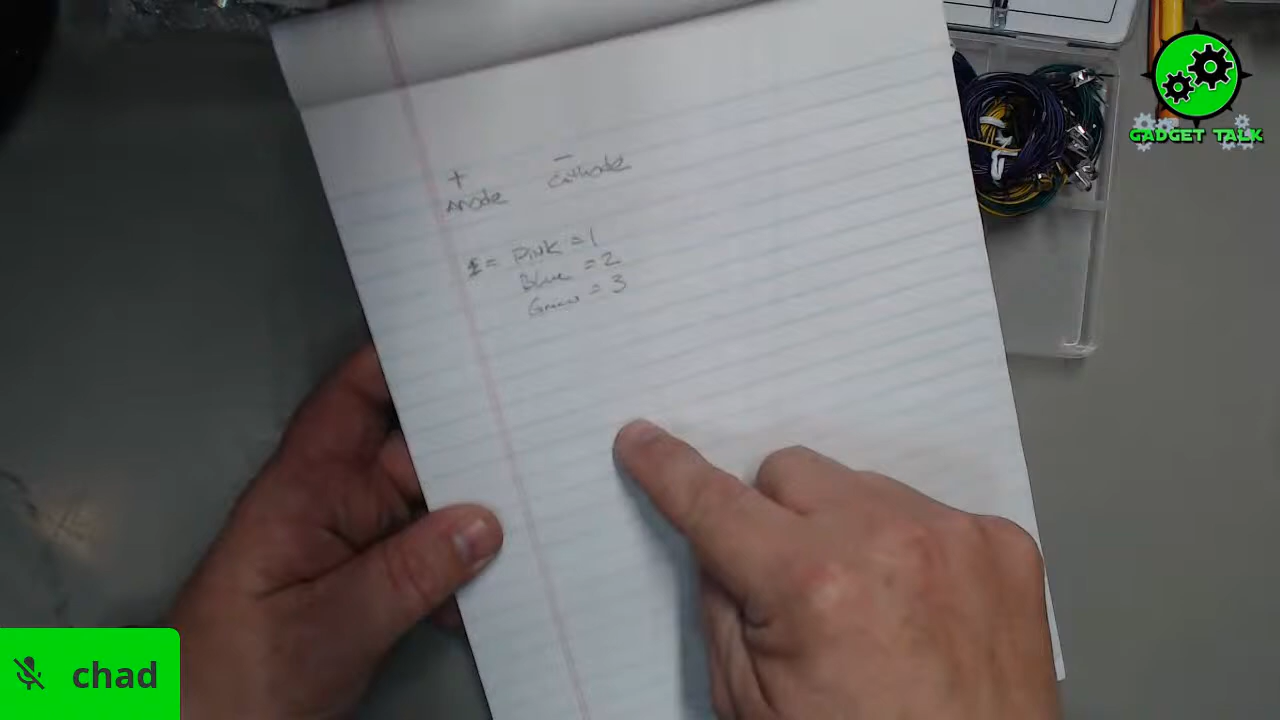 + −
Anode Cathode
= Pink = 1
Blue = 2
Green = 3
GADGET TALK
chad